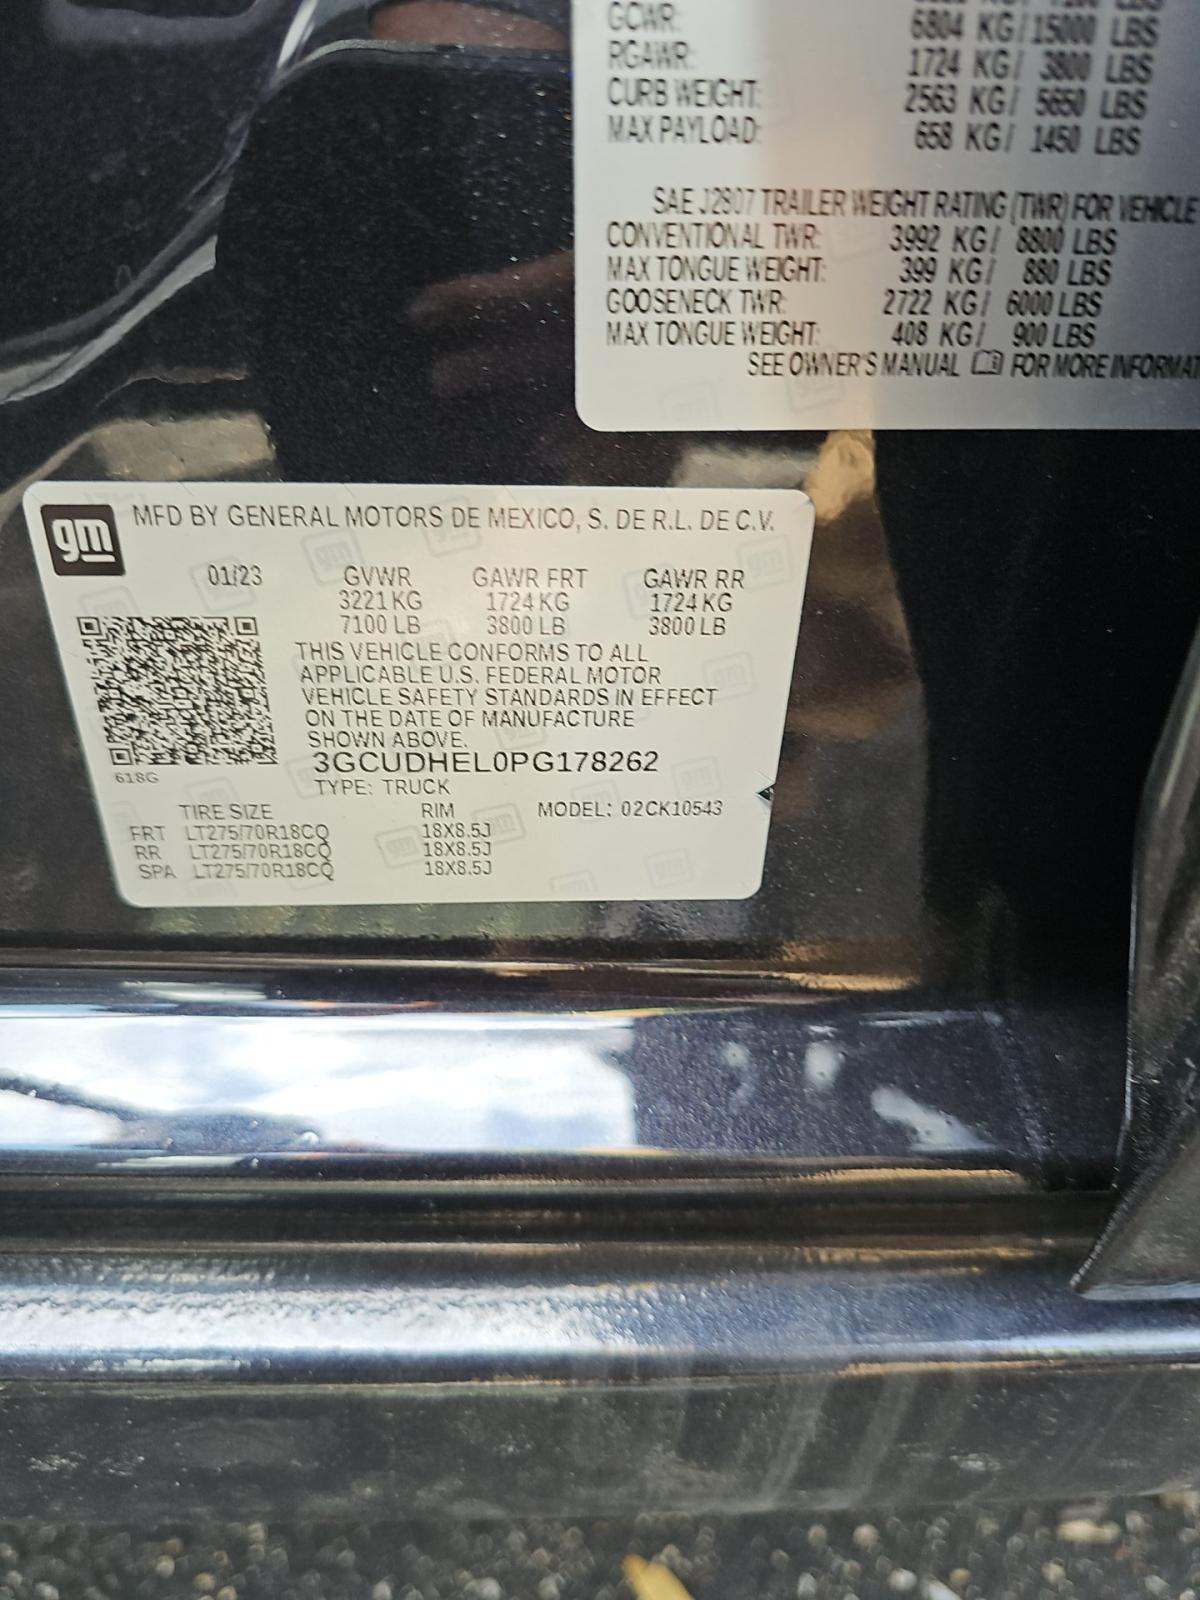 GCWR: 6804 KG/ 15000 LBS
RGAWR: 1724 KG/ 3800 LBS
CURB WEIGHT: 2563 KG/ 5650 LBS
MAX PAYLOAD: 658 KG/ 1450 LBS
SAE J2807 TRAILER WEIGHT RATING (TWR) FOR VEHICLE
CONVENTIONAL TWR: 3992 KG/ 8800 LBS
MAX TONGUE WEIGHT: 399 KG/ 880 LBS
GOOSENECK TWR: 2722 KG/ 6000 LBS
MAX TONGUE WEIGHT: 408 KG/ 900 LBS
SEE OWNER'S MANUAL FOR MORE INFORMAT
gm MFD BY GENERAL MOTORS DE MEXICO, S. DE R.L. DE C.V.
01/23 GVWR GAWR FRT GAWR RR
3221 KG 1724 KG 1724 KG
7100 LB 3800 LB 3800 LB
THIS VEHICLE CONFORMS TO ALL
APPLICABLE U.S. FEDERAL MOTOR
VEHICLE SAFETY STANDARDS IN EFFECT
ON THE DATE OF MANUFACTURE
SHOWN ABOVE.
3GCUDHEL0PG178262
618G
TYPE: TRUCK
TIRE SIZE RIM MODEL: 02CK10543
FRT LT275/70R18CQ 18X8.5J
RR LT275/70R18CQ 18X8.5J
SPA LT275/70R18CQ 18X8.5J